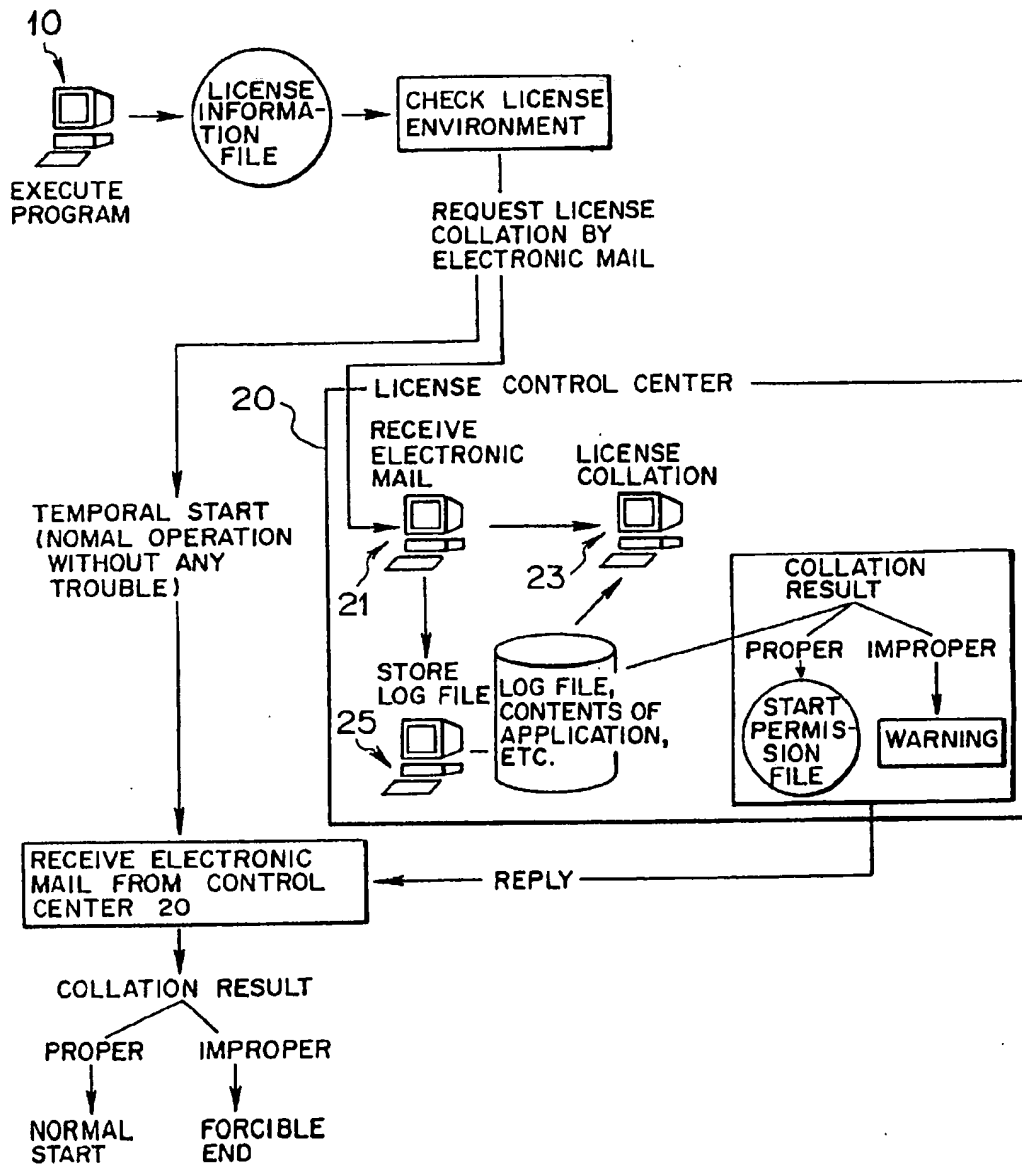 10
LICENSE
INFORMA-
TION
FILE
CHECK LICENSE
ENVIRONMENT
EXECUTE
PROGRAM
REQUEST LICENSE
COLLATION BY
ELECTRONIC MAIL
LICENSE CONTROL CENTER
20
RECEIVE
ELECTRONIC
MAIL
LICENSE
COLLATION
TEMPORAL START
(NOMAL OPERATION
WITHOUT ANY
TROUBLE)
21
23
COLLATION
RESULT
PROPER
IMPROPER
STORE
LOG FILE
LOG FILE,
CONTENTS OF
APPLICATION,
ETC.
START
PERMIS-
SION
FILE
WARNING
25
RECEIVE ELECTRONIC
MAIL FROM CONTROL
CENTER 20
REPLY
COLLATION RESULT
PROPER
IMPROPER
NORMAL
START
FORCIBLE
END